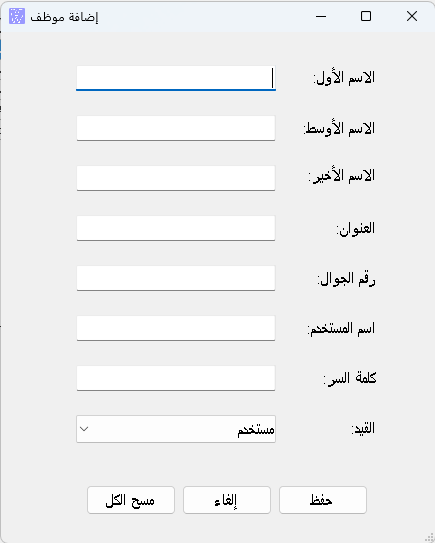 إضافة موظف
الاسم الأول:
الاسم الأوسط:
الاسم الأخير:
العنوان:
رقم الجوال:
اسم المستخدم:
كلمة السر:
القيد: مستخدم
حفظ إلغاء مسح الكل